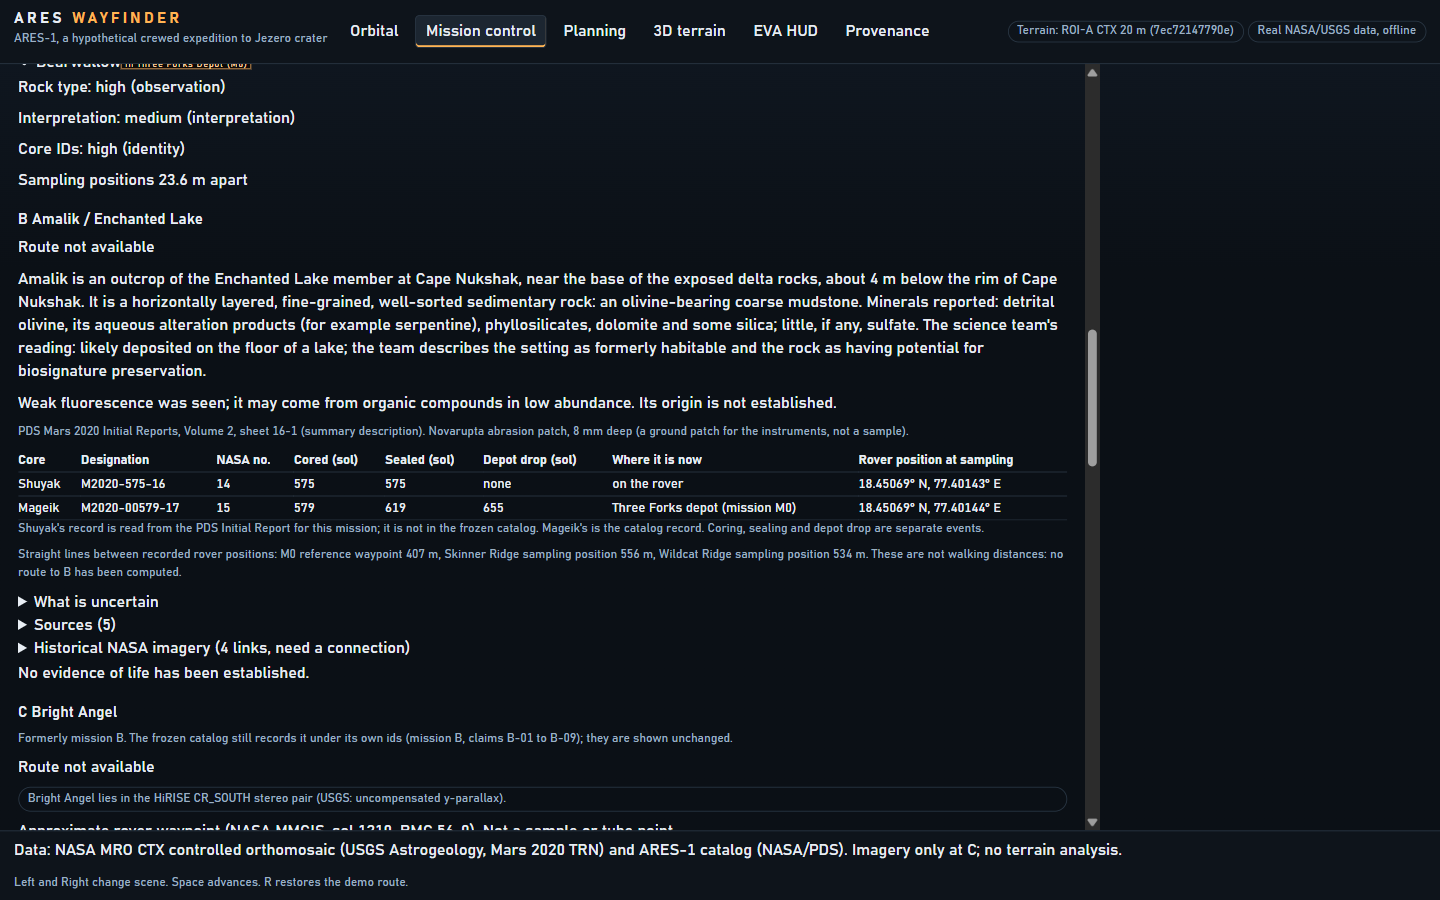 ARES WAYFINDER
ARES-1, a hypothetical crewed expedition to Jezero crater
Orbital
Mission control
Planning
3D terrain
EVA HUD
Provenance
Terrain: ROI-A CTX 20 m (7ec72147790e)
Real NASA/USGS data, offline
Bearwallow in Three Forks Depot (M0)
Rock type: high (observation)
Interpretation: medium (interpretation)
Core IDs: high (identity)
Sampling positions 23.6 m apart
B Amalik / Enchanted Lake
Route not available
Amalik is an outcrop of the Enchanted Lake member at Cape Nukshak, near the base of the exposed delta rocks, about 4 m below the rim of Cape
Nukshak. It is a horizontally layered, fine-grained, well-sorted sedimentary rock: an olivine-bearing coarse mudstone. Minerals reported: detrital
olivine, its aqueous alteration products (for example serpentine), phyllosilicates, dolomite and some silica; little, if any, sulfate. The science team's
reading: likely deposited on the floor of a lake; the team describes the setting as formerly habitable and the rock as having potential for
biosignature preservation.
Weak fluorescence was seen; it may come from organic compounds in low abundance. Its origin is not established.
PDS Mars 2020 Initial Reports, Volume 2, sheet 16-1 (summary description). Novarupta abrasion patch, 8 mm deep (a ground patch for the instruments, not a sample).
Core Designation NASA no. Cored (sol) Sealed (sol) Depot drop (sol) Where it is now Rover position at sampling
Shuyak M2020-575-16 14 575 575 none on the rover 18.45069° N, 77.40143° E
Mageik M2020-00579-17 15 579 619 655 Three Forks depot (mission M0) 18.45069° N, 77.40144° E
Shuyak's record is read from the PDS Initial Report for this mission; it is not in the frozen catalog. Mageik's is the catalog record. Coring, sealing and depot drop are separate events.
Straight lines between recorded rover positions: M0 reference waypoint 407 m, Skinner Ridge sampling position 556 m, Wildcat Ridge sampling position 534 m. These are not walking distances: no
route to B has been computed.
What is uncertain
Sources (5)
Historical NASA imagery (4 links, need a connection)
No evidence of life has been established.
C Bright Angel
Formerly mission B. The frozen catalog still records it under its own ids (mission B, claims B-01 to B-09); they are shown unchanged.
Route not available
Bright Angel lies in the HiRISE CR_SOUTH stereo pair (USGS: uncompensated y-parallax).
Approximate rover waypoint (NASA MMGIS, sol 1210, RMC 56_0). Not a sample or tube point.
Data: NASA MRO CTX controlled orthomosaic (USGS Astrogeology, Mars 2020 TRN) and ARES-1 catalog (NASA/PDS). Imagery only at C; no terrain analysis.
Left and Right change scene. Space advances. R restores the demo route.